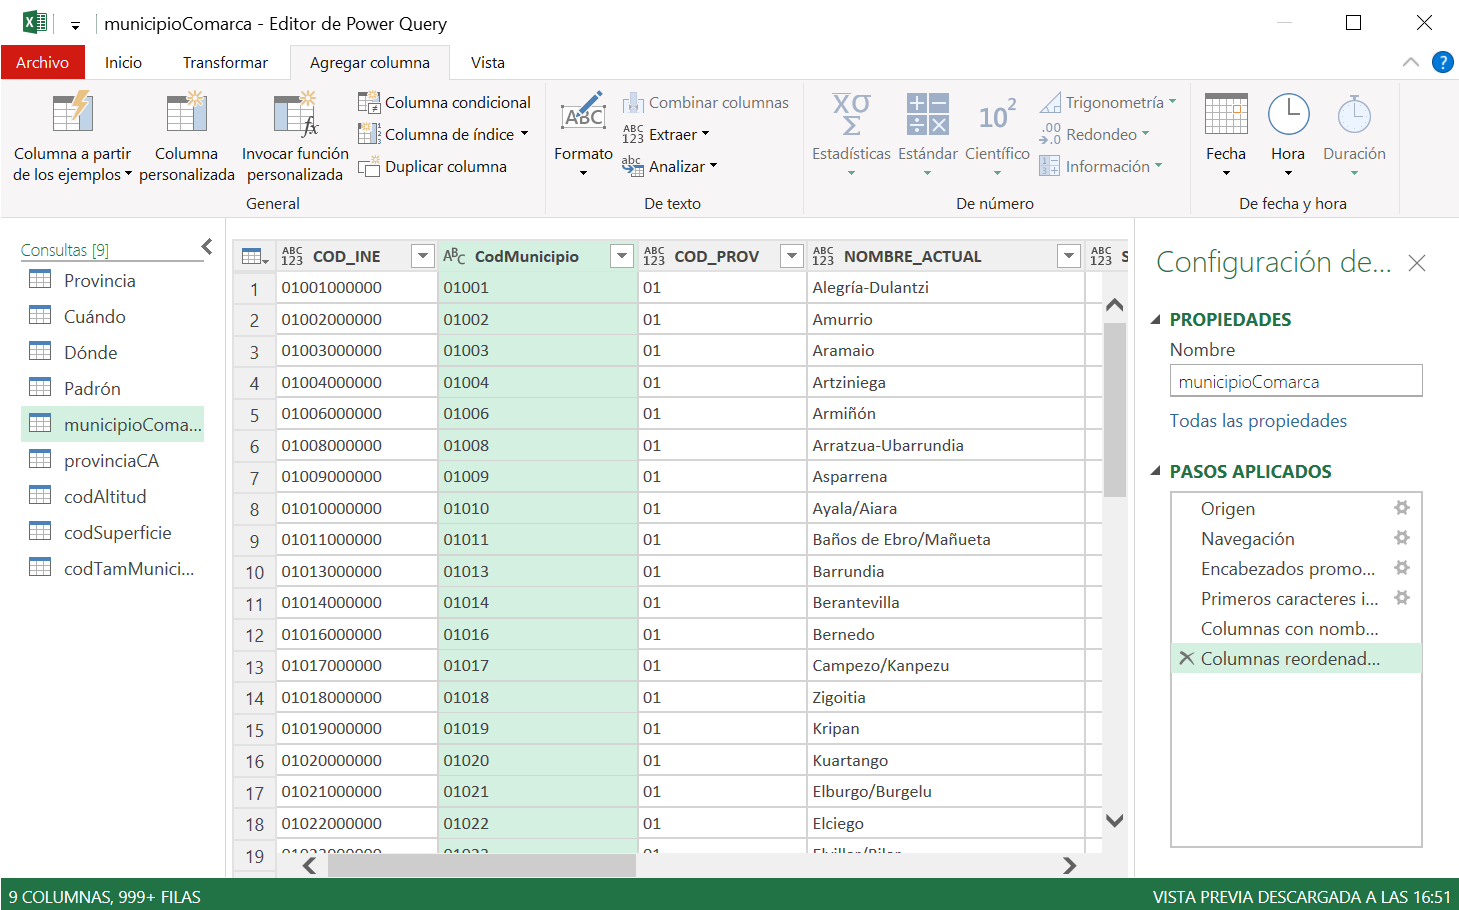 municipioComarca - Editor de Power Query
Archivo Inicio Transformar Agregar columna Vista
Columna a partir de los ejemplos
Columna personalizada
Invocar función personalizada
Columna condicional
Columna de índice
Duplicar columna
General
Formato
Combinar columnas
Extraer
Analizar
De texto
Estadísticas
Estándar
Científico
Trigonometría
Redondeo
Información
De número
Fecha
Hora
Duración
De fecha y hora
Consultas [9]
Provincia
Cuándo
Dónde
Padrón
municipioComa...
provinciaCA
codAltitud
codSuperficie
codTamMunici...
ABC 123 COD_INE ABC CodMunicipio ABC 123 COD_PROV ABC 123 NOMBRE_ACTUAL ABC 123
1 01001000000 01001 01 Alegría-Dulantzi
2 01002000000 01002 01 Amurrio
3 01003000000 01003 01 Aramaio
4 01004000000 01004 01 Artziniega
5 01006000000 01006 01 Armiñón
6 01008000000 01008 01 Arratzua-Ubarrundia
7 01009000000 01009 01 Asparrena
8 01010000000 01010 01 Ayala/Aiara
9 01011000000 01011 01 Baños de Ebro/Mañueta
10 01013000000 01013 01 Barrundia
11 01014000000 01014 01 Berantevilla
12 01016000000 01016 01 Bernedo
13 01017000000 01017 01 Campezo/Kanpezu
14 01018000000 01018 01 Zigoitia
15 01019000000 01019 01 Kripan
16 01020000000 01020 01 Kuartango
17 01021000000 01021 01 Elburgo/Burgelu
18 01022000000 01022 01 Elciego
19
Configuración de...
PROPIEDADES
Nombre
municipioComarca
Todas las propiedades
PASOS APLICADOS
Origen
Navegación
Encabezados promo...
Primeros caracteres i...
Columnas con nomb...
Columnas reordenad...
9 COLUMNAS, 999+ FILAS
VISTA PREVIA DESCARGADA A LAS 16:51